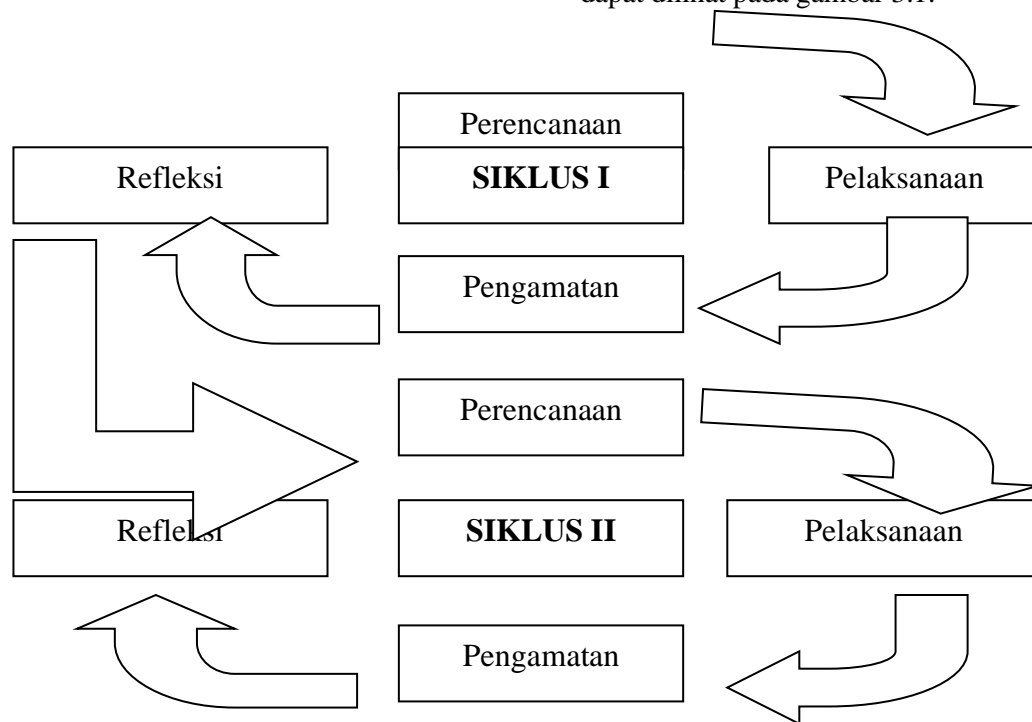 dapat dilihat pada gambar 3.1.
Perencanaan
Refleksi
SIKLUS I
Pelaksanaan
Pengamatan
Perencanaan
Refleksi
SIKLUS II
Pelaksanaan
Pengamatan